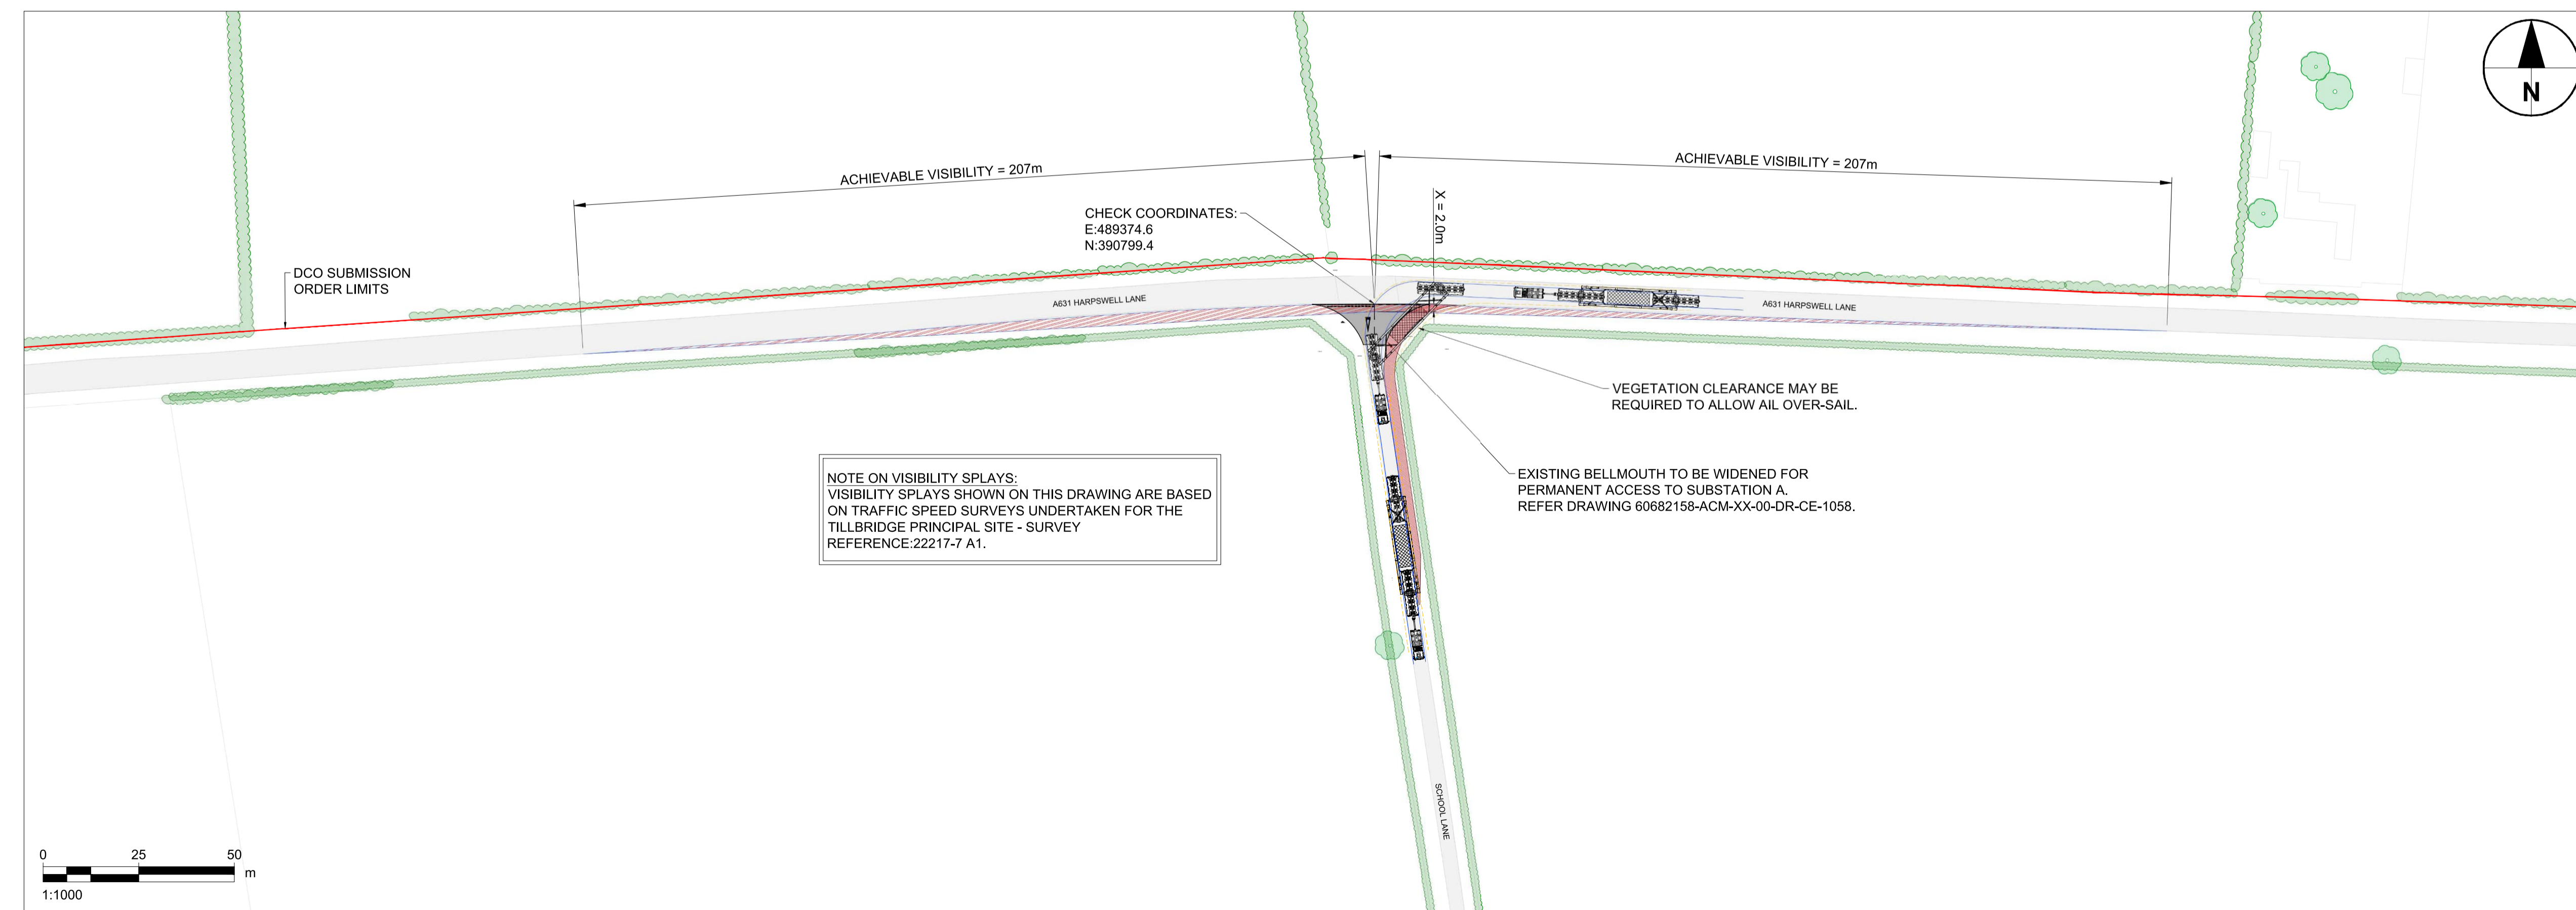 N
ACHIEVABLE VISIBILITY = 207m
ACHIEVABLE VISIBILITY = 207m
X = 2.0m
CHECK COORDINATES:
E:489374.6
N:390799.4
DCO SUBMISSION
ORDER LIMITS
A631 HARPSWELL LANE
A631 HARPSWELL LANE
VEGETATION CLEARANCE MAY BE
REQUIRED TO ALLOW AIL OVER-SAIL.
EXISTING BELLMOUTH TO BE WIDENED FOR
PERMANENT ACCESS TO SUBSTATION A.
REFER DRAWING 60682158-ACM-XX-00-DR-CE-1058.
NOTE ON VISIBILITY SPLAYS:
VISIBILITY SPLAYS SHOWN ON THIS DRAWING ARE BASED
ON TRAFFIC SPEED SURVEYS UNDERTAKEN FOR THE
TILLBRIDGE PRINCIPAL SITE - SURVEY
REFERENCE:22217-7 A1.
SCHOOL LANE
0 25 50
m
1:1000